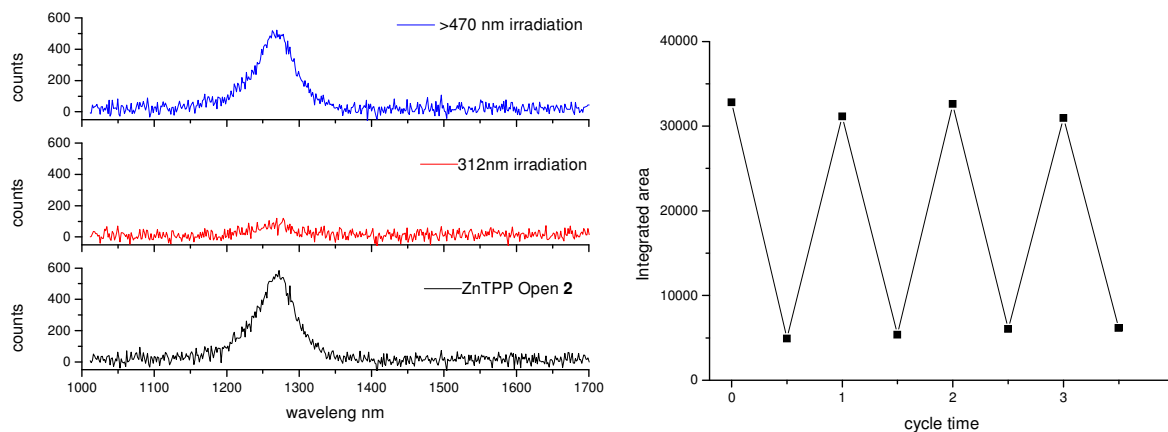 600
>470 nm irradiation
400
200
0
counts
600
312nm irradiation
400
200
0
counts
600
ZnTPP Open 2
400
200
0
counts
1000 1100 1200 1300 1400 1500 1600 1700
waveleng nm
40000
30000
20000
10000
0
Integrated area
0 1 2 3
cycle time